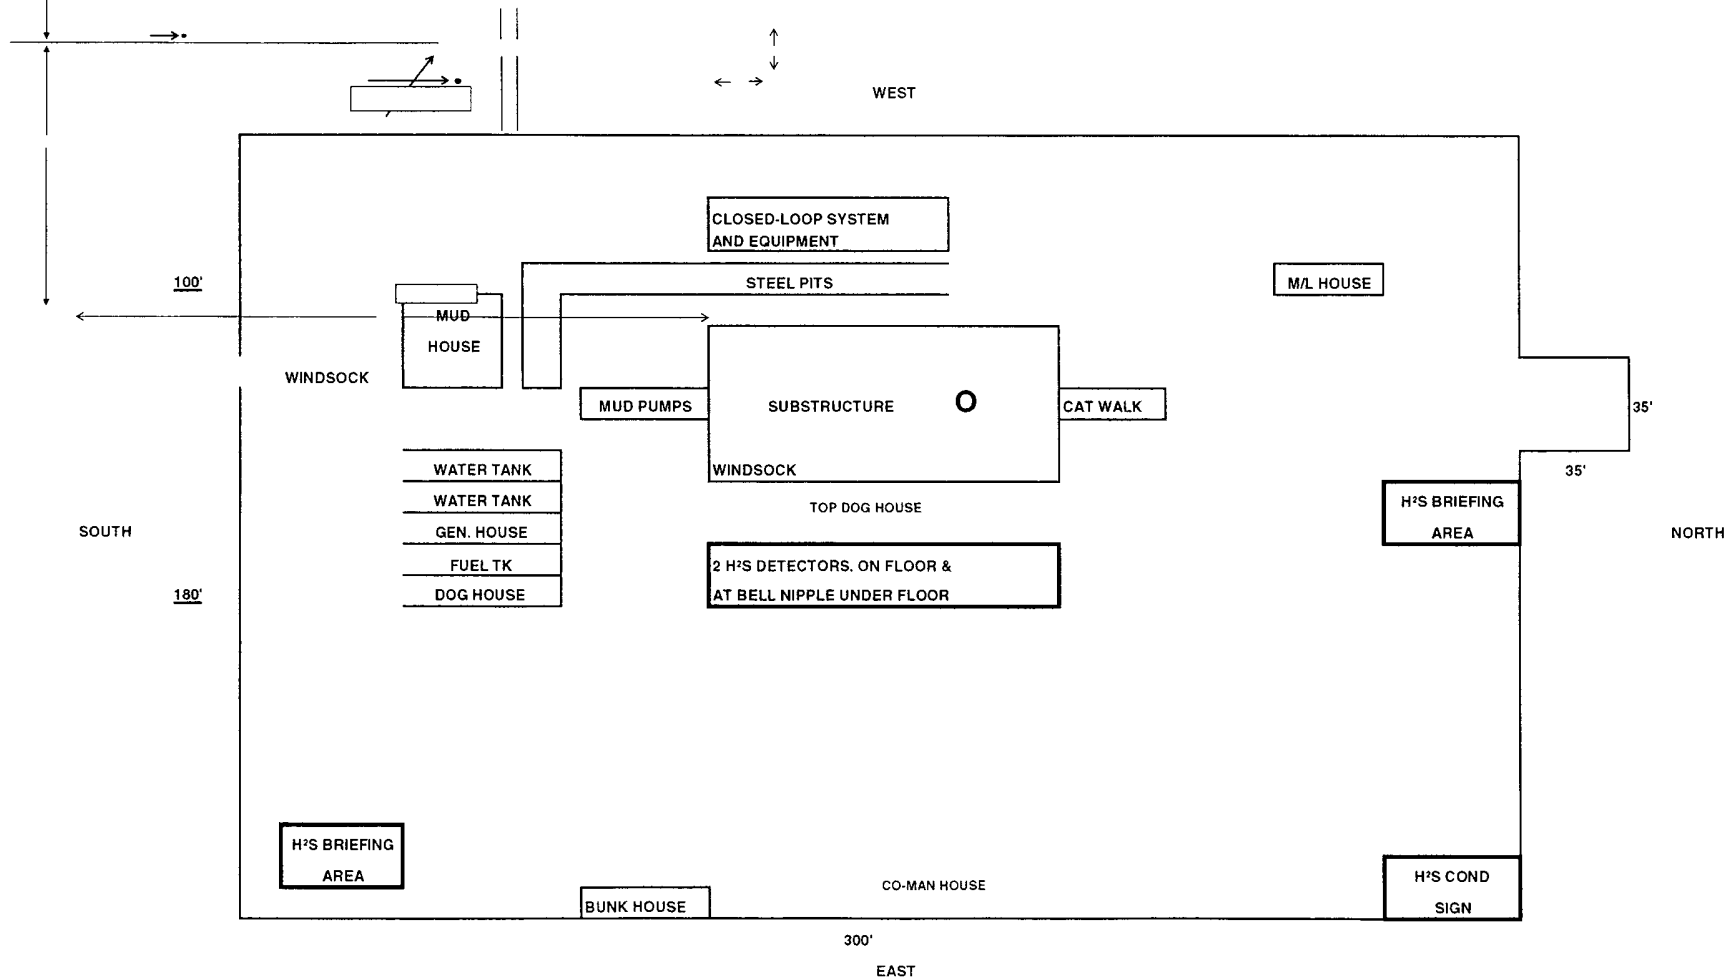 WEST
CLOSED-LOOP SYSTEM
AND EQUIPMENT
100'
STEEL PITS
M/L HOUSE
MUD
HOUSE
WINDSOCK
MUD PUMPS
SUBSTRUCTURE
O
CAT WALK
35'
WATER TANK
WINDSOCK
35'
WATER TANK
TOP DOG HOUSE
H²S BRIEFING
AREA
SOUTH
GEN. HOUSE
NORTH
FUEL TK
2 H²S DETECTORS. ON FLOOR &
180'
DOG HOUSE
AT BELL NIPPLE UNDER FLOOR
H²S BRIEFING
AREA
CO-MAN HOUSE
H²S COND
SIGN
BUNK HOUSE
300'
EAST